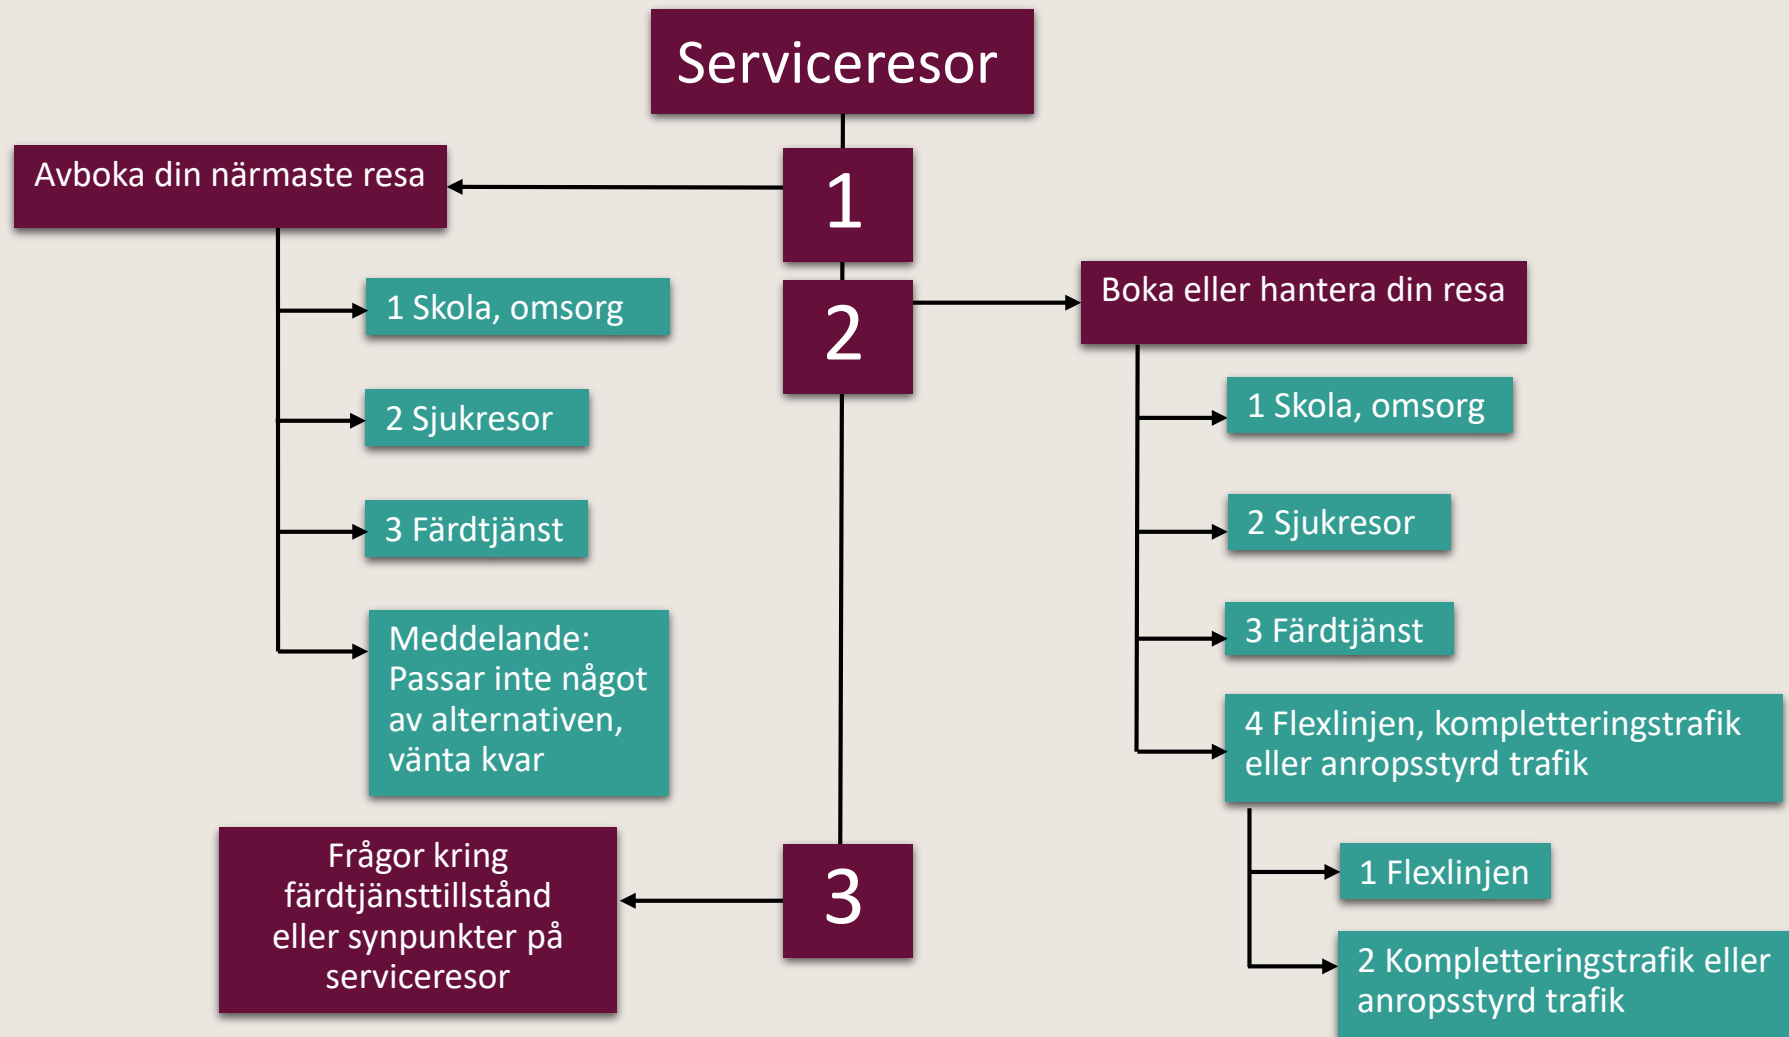 Serviceresor
1
Avboka din närmaste resa
1 Skola, omsorg
2 Sjukresor
3 Färdtjänst
Meddelande:
Passar inte något
av alternativen,
vänta kvar
2
Boka eller hantera din resa
1 Skola, omsorg
2 Sjukresor
3 Färdtjänst
4 Flexlinjen, kompletteringstrafik
eller anropsstyrd trafik
1 Flexlinjen
2 Kompletteringstrafik eller
anropsstyrd trafik
3
Frågor kring
färdtjänsttillstånd
eller synpunkter på
serviceresor